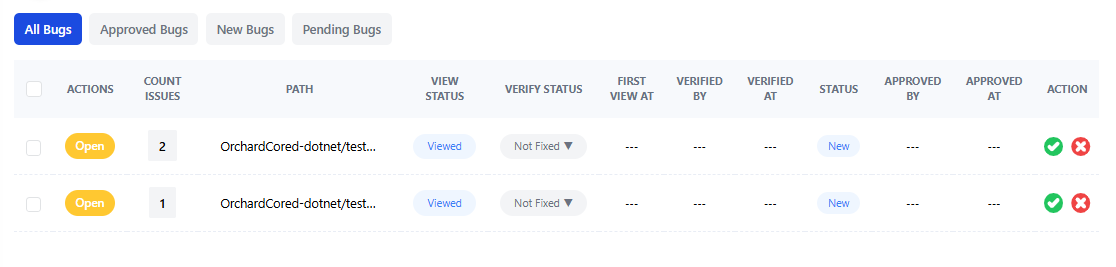 All Bugs Approved Bugs New Bugs Pending Bugs
ACTIONS COUNT ISSUES PATH VIEW STATUS VERIFY STATUS FIRST VIEW AT VERIFIED BY VERIFIED AT STATUS APPROVED BY APPROVED AT ACTION
Open 2 OrchardCored-dotnet/test... Viewed Not Fixed ▼ --- --- --- New --- ---
Open 1 OrchardCored-dotnet/test... Viewed Not Fixed ▼ --- --- --- New --- ---